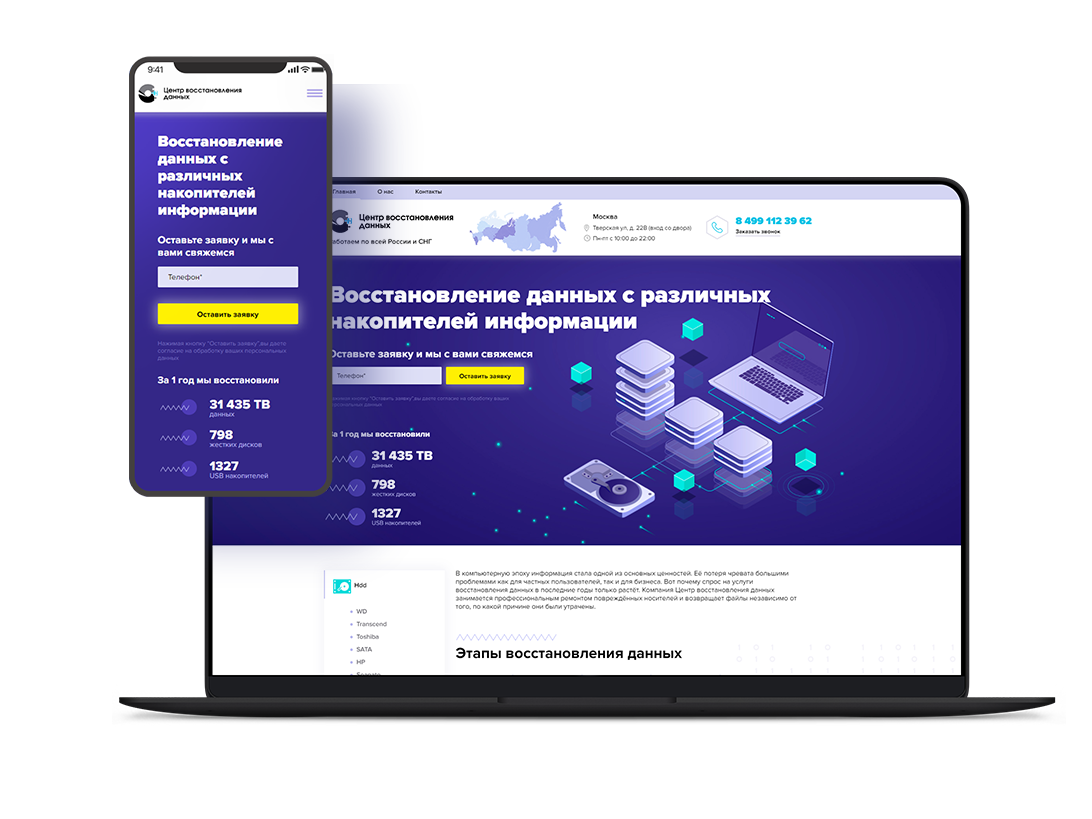 9:41
Центр восстановления
данных
Восстановление
данных с
различных
накопителей
информации
Оставьте заявку и мы с
вами свяжемся
Телефон*
Оставить заявку
Нажимая кнопку "Оставить заявку",вы даете
согласие на обработку ваших персональных
данных
За 1 год мы восстановили
31 435 ТВ
данных
798
жестких дисков
1327
USB накопителей
Главная О нас Контакты
Центр восстановления
данных
аботаем по всей России и СНГ
Москва
Тверская ул, д. 22В (вход со двора)
Пн-пт с 10:00 до 22:00
8 499 112 39 62
Заказать звонок
Восстановление данных с различных
накопителей информации
Оставьте заявку и мы с вами свяжемся
Телефон*
Оставить заявку
Нажимая кнопку "Оставить заявку",вы даете согласие на обработку ваших
персональных данных
За 1 год мы восстановили
31 435 ТВ
данных
798
жестких дисков
1327
USB накопителей
Hdd
WD
Transcend
Toshiba
SATA
HP
Seagate
В компьютерную эпоху информация стала одной из основных ценностей. Её потеря чревата большими
проблемами как для частных пользователей, так и для бизнеса. Вот почему спрос на услуги
восстановления данных в последние годы только растёт. Компания Центр восстановления данных
занимается профессиональным ремонтом повреждённых носителей и возвращает файлы независимо от
того, по какой причине они были утрачены.
Этапы восстановления данных